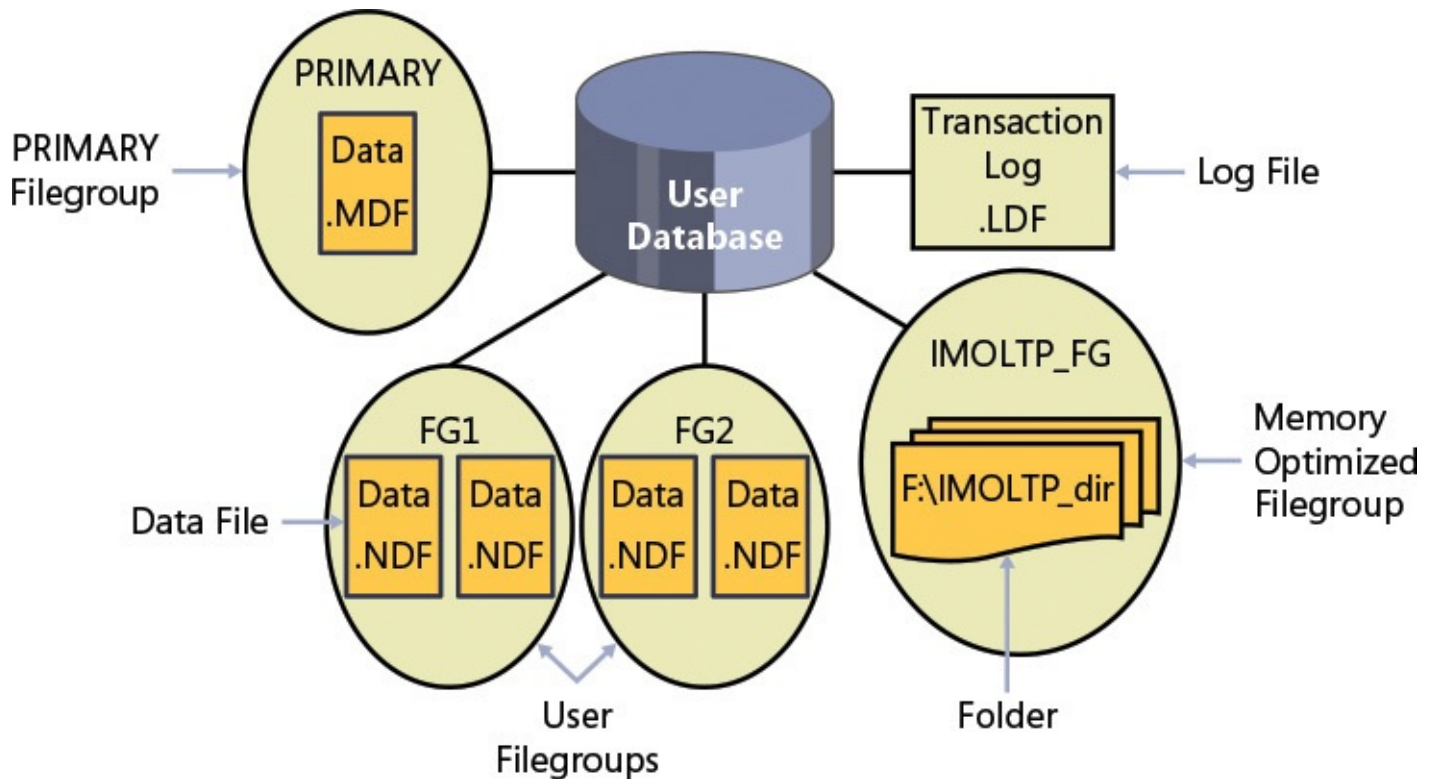 PRIMARY
Data
.MDF
PRIMARY
Filegroup
User
Database
Transaction
Log
.LDF
Log File
FG1
Data
.NDF
Data
.NDF
FG2
Data
.NDF
Data
.NDF
Data File
User
Filegroups
IMOLTP_FG
F:\IMOLTP_dir
Memory
Optimized
Filegroup
Folder